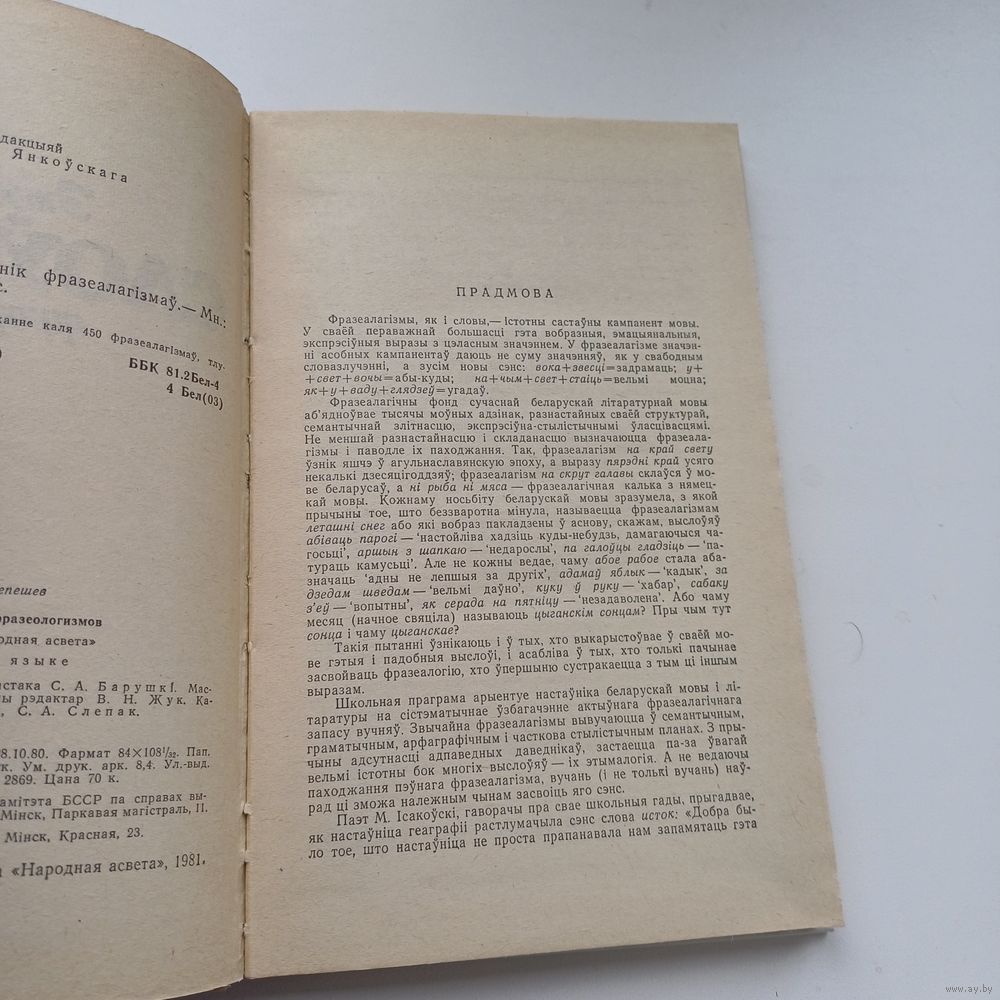 дакцыяй
Янкоўскага
нік фразеалагізмаў.— Мн.:
с.
канне каля 450 фразеалагізмаў, тлу-
)
ББК 81.2Бел-4
4 Бел(03)
епешев
фразеологизмов
родная асвета»
языке
стака С. А. Барушкі. Мас-
ы рэдактар В. Н. Жук. Ка-
, С. А. Слепак.
8.10.80. Фармат 84×108¹/₃₂. Пап.
к. Ум. друк. арк. 8,4. Ул.-выд.
2869. Цана 70 к.
амітэта БССР па справах вы-
Мінск, Паркавая магістраль, 11.
Мінск, Красная, 23.
«Народная асвета», 1981.
ПРАДМОВА
Фразеалагізмы, як і словы,— істотны састаўны кампанент мовы.
У сваёй пераважнай большасці гэта вобразныя, эмацыянальныя,
экспрэсіўныя выразы з цэласным значэннем. У фразеалагізме значэн-
ні асобных кампанентаў даюць не суму значэнняў, як у свабодным
словазлучэнні, а зусім новы сэнс: вока+звесці=задрамаць; у+
+свет+вочы=абы-куды; на+чым+свет+стаіць=вельмі моцна;
як+у+ваду+глядзеў=угадаў.
Фразеалагічны фонд сучаснай беларускай літаратурнай мовы
аб'ядноўвае тысячы моўных адзінак, разнастайных сваёй структурай,
семантычнай злітнасцю, экспрэсіўна-стылістычнымі ўласцівасцямі.
Не меншай разнастайнасцю і складанасцю вызначаюцца фразеала-
гізмы і паводле іх паходжання. Так, фразеалагізм на край свету
ўзнік яшчэ ў агульнаславянскую эпоху, а выразу пярэдні край усяго
некалькі дзесяцігоддзяў; фразеалагізм на скрут галавы склаўся ў мо-
ве беларусаў, а ні рыба ні мяса — фразеалагічная калька з нямец-
кай мовы. Кожнаму носьбіту беларускай мовы зразумела, з якой
прычыны тое, што беззваротна мінула, называецца фразеалагізмам
леташні снег або які вобраз пакладзены ў аснову, скажам, выслоўяў
абіваць парогі — 'настойліва хадзіць куды-небудзь, дамагаючыся ча-
госьці', аршын з шапкаю — 'недарослы', па галоўцы гладзіць — 'па-
тураць камусьці'. Але не кожны ведае, чаму абое рабое стала аба-
значаць 'адны не лепшыя за другіх', адамаў яблык — 'кадык', за
дзедам шведам — 'вельмі даўно', куку ў руку — 'хабар', сабаку
з'еў — 'вопытны', як серада на пятніцу — 'незадаволена'. Або чаму
месяц (начное свяціла) называюць цыганскім сонцам? Пры чым тут
сонца і чаму цыганскае?
Такія пытанні ўзнікаюць і ў тых, хто выкарыстоўвае ў сваёй мо-
ве гэтыя і падобныя выслоўі, і асабліва ў тых, хто толькі пачынае
засвойваць фразеалогію, хто ўпершыню сустракаецца з тым ці іншым
выразам.
Школьная праграма арыентуе настаўніка беларускай мовы і лі-
таратуры на сістэматычнае ўзбагачэнне актыўнага фразеалагічнага
запасу вучняў. Звычайна фразеалагізмы вывучаюцца ў семантычным,
граматычным, арфаграфічным і часткова стылістычным планах. З пры-
чыны адсутнасці адпаведных даведнікаў, застаецца па-за ўвагай
вельмі істотны бок многіх выслоўяў — іх этымалогія. А не ведаючы
паходжання пэўнага фразеалагізма, вучань (і не толькі вучань) наў-
рад ці зможа належным чынам засвоіць яго сэнс.
Паэт М. Ісакоўскі, гаворачы пра свае школьныя гады, прыгадвае,
як настаўніца геаграфіі растлумачыла сэнс слова исток: «Добра бы-
ло тое, што настаўніца не проста прапанавала нам запамятаць гэта
www.ay.by